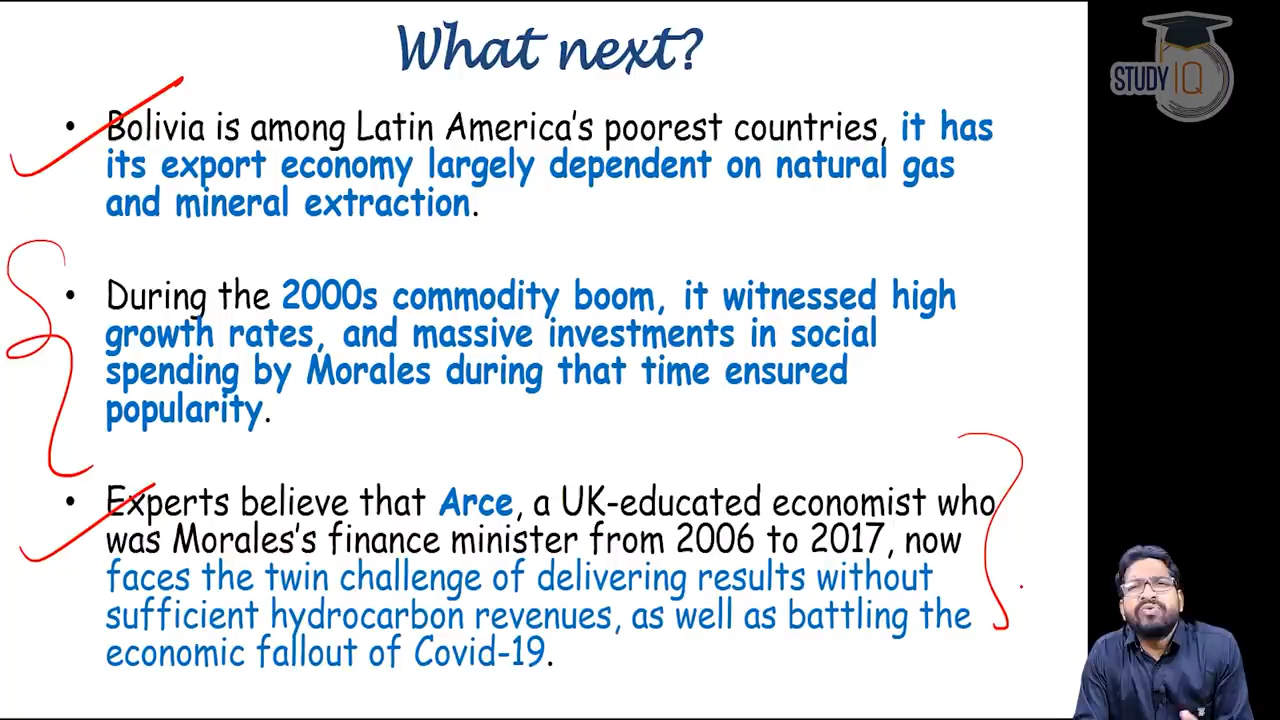 What next?
STUDY IQ
• Bolivia is among Latin America's poorest countries, it has
its export economy largely dependent on natural gas
and mineral extraction.
• During the 2000s commodity boom, it witnessed high
growth rates, and massive investments in social
spending by Morales during that time ensured
popularity.
• Experts believe that Arce, a UK-educated economist who
was Morales's finance minister from 2006 to 2017, now
faces the twin challenge of delivering results without
sufficient hydrocarbon revenues, as well as battling the
economic fallout of Covid-19.